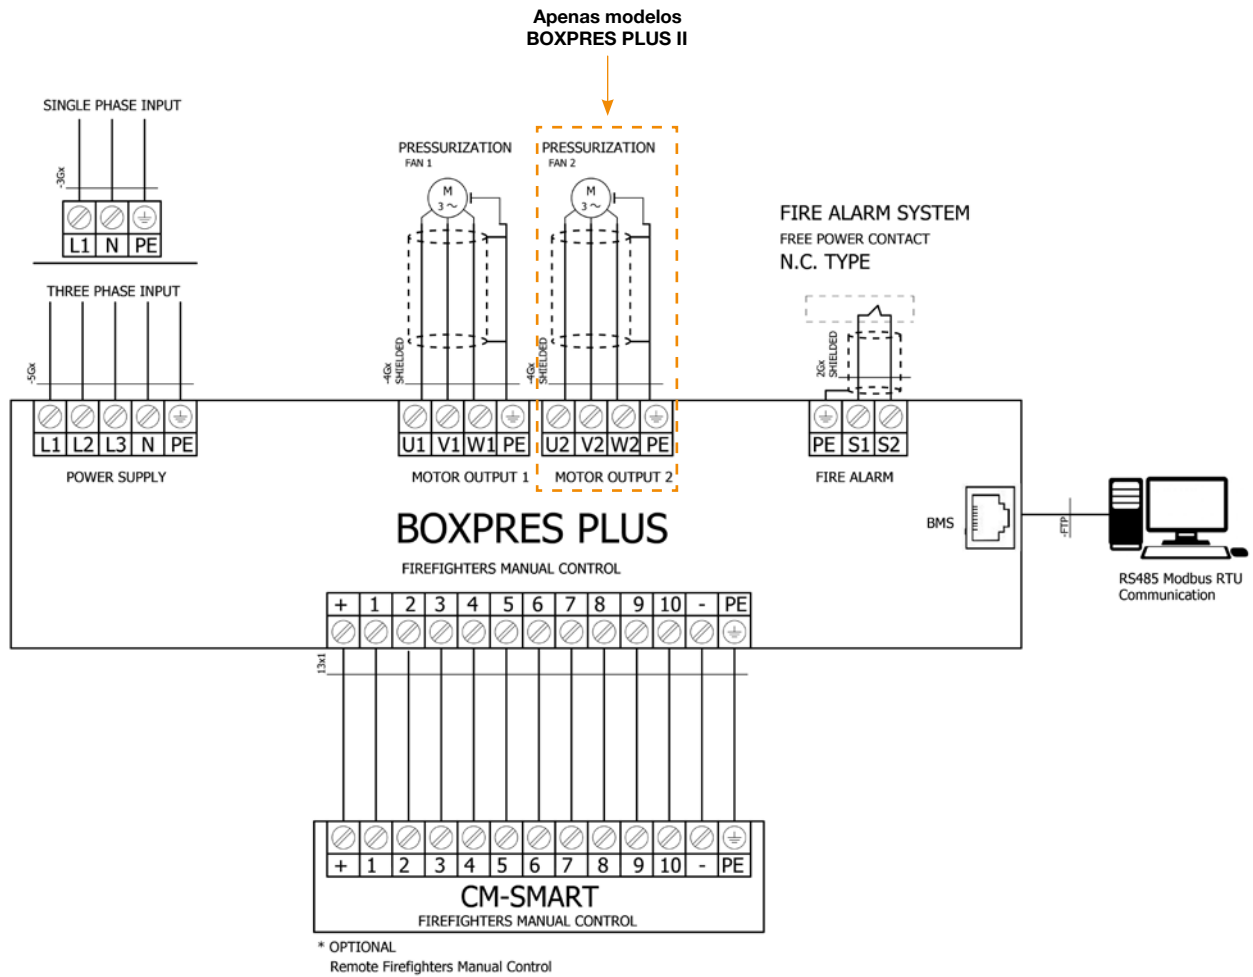 Apenas modelos
BOXPRES PLUS II
SINGLE PHASE INPUT
-3Gx
L1 N PE
THREE PHASE INPUT
-5Gx
L1 L2 L3 N PE
POWER SUPPLY
PRESSURIZATION
FAN 1
M
3~
-4Gx
SHIELDED
U1 V1 W1 PE
MOTOR OUTPUT 1
PRESSURIZATION
FAN 2
M
3~
-4Gx
SHIELDED
U2 V2 W2 PE
MOTOR OUTPUT 2
FIRE ALARM SYSTEM
FREE POWER CONTACT
N.C. TYPE
2Gx
SHIELDED
PE S1 S2
FIRE ALARM
BMS
-FTP
RS485 Modbus RTU
Communication
BOXPRES PLUS
FIREFIGHTERS MANUAL CONTROL
+ 1 2 3 4 5 6 7 8 9 10 - PE
13x1
+ 1 2 3 4 5 6 7 8 9 10 - PE
CM-SMART
FIREFIGHTERS MANUAL CONTROL
* OPTIONAL
Remote Firefighters Manual Control